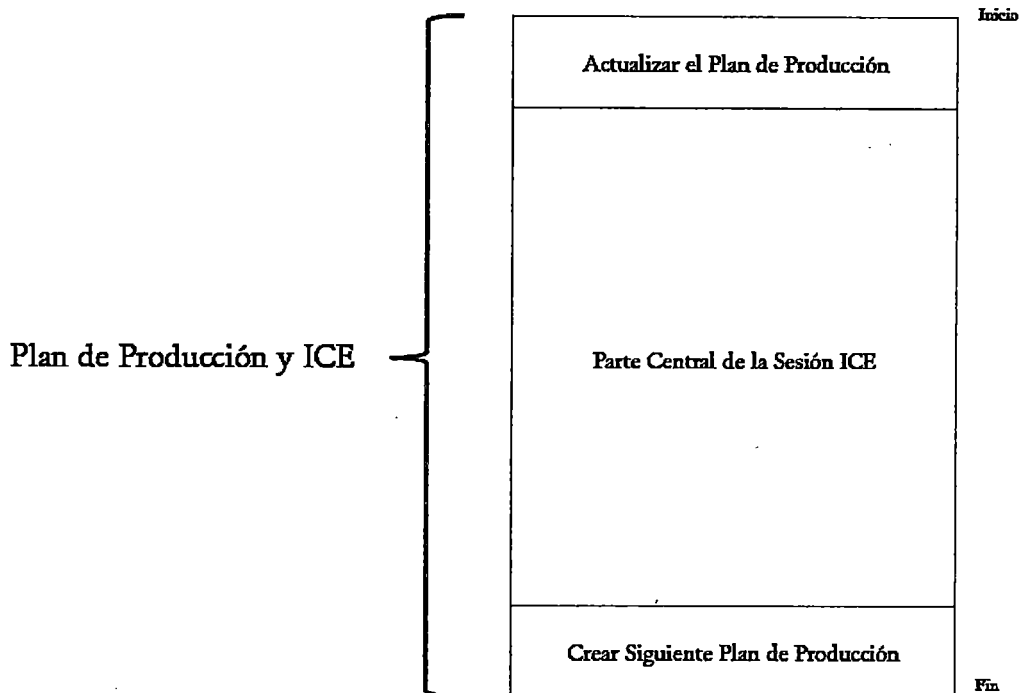 Inicio
Actualizar el Plan de Producción
Plan de Producción y ICE
Parte Central de la Sesión ICE
Crear Siguiente Plan de Producción
Fin